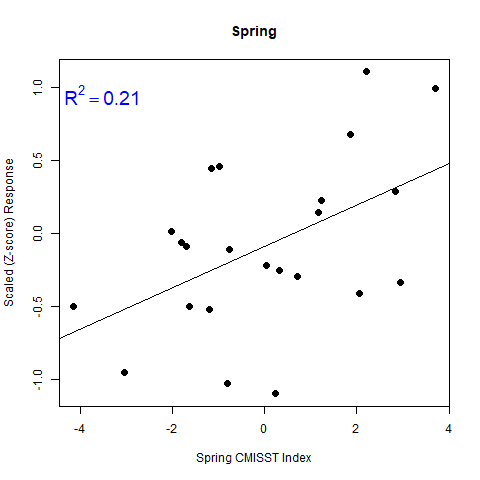 Spring
R² = 0.21
1.0
0.5
0.0
-0.5
-1.0
Scaled (Z-score) Response
-4 -2 0 2 4
Spring CMISST Index